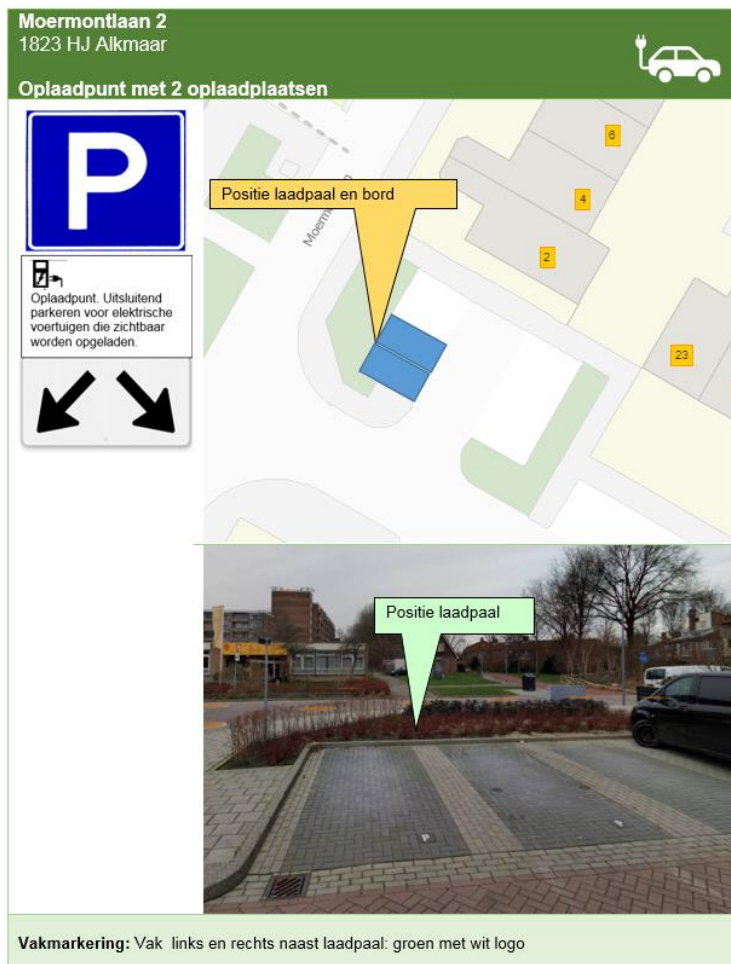 Moermontlaan 2
1823 HJ Alkmaar
Oplaadpunt met 2 oplaadplaatsen
P
Oplaadpunt. Uitsluitend
parkeren voor elektrische
voertuigen die zichtbaar
worden opgeladen.
Positie laadpaal en bord
6
4
2
23
Positie laadpaal
P
Vakmarkering: Vak links en rechts naast laadpaal: groen met wit logo